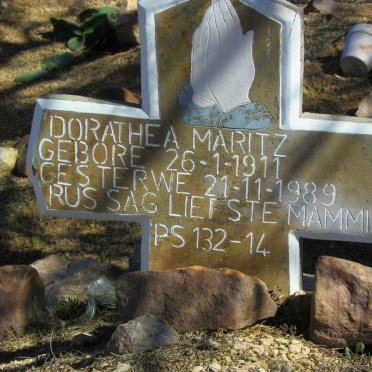 DORATHEA MARITZ
GEBORE 26-1-1911
GESTERWE 21-11-1989
RUS SAG LIEFSTE MAMMI
PS 132-14